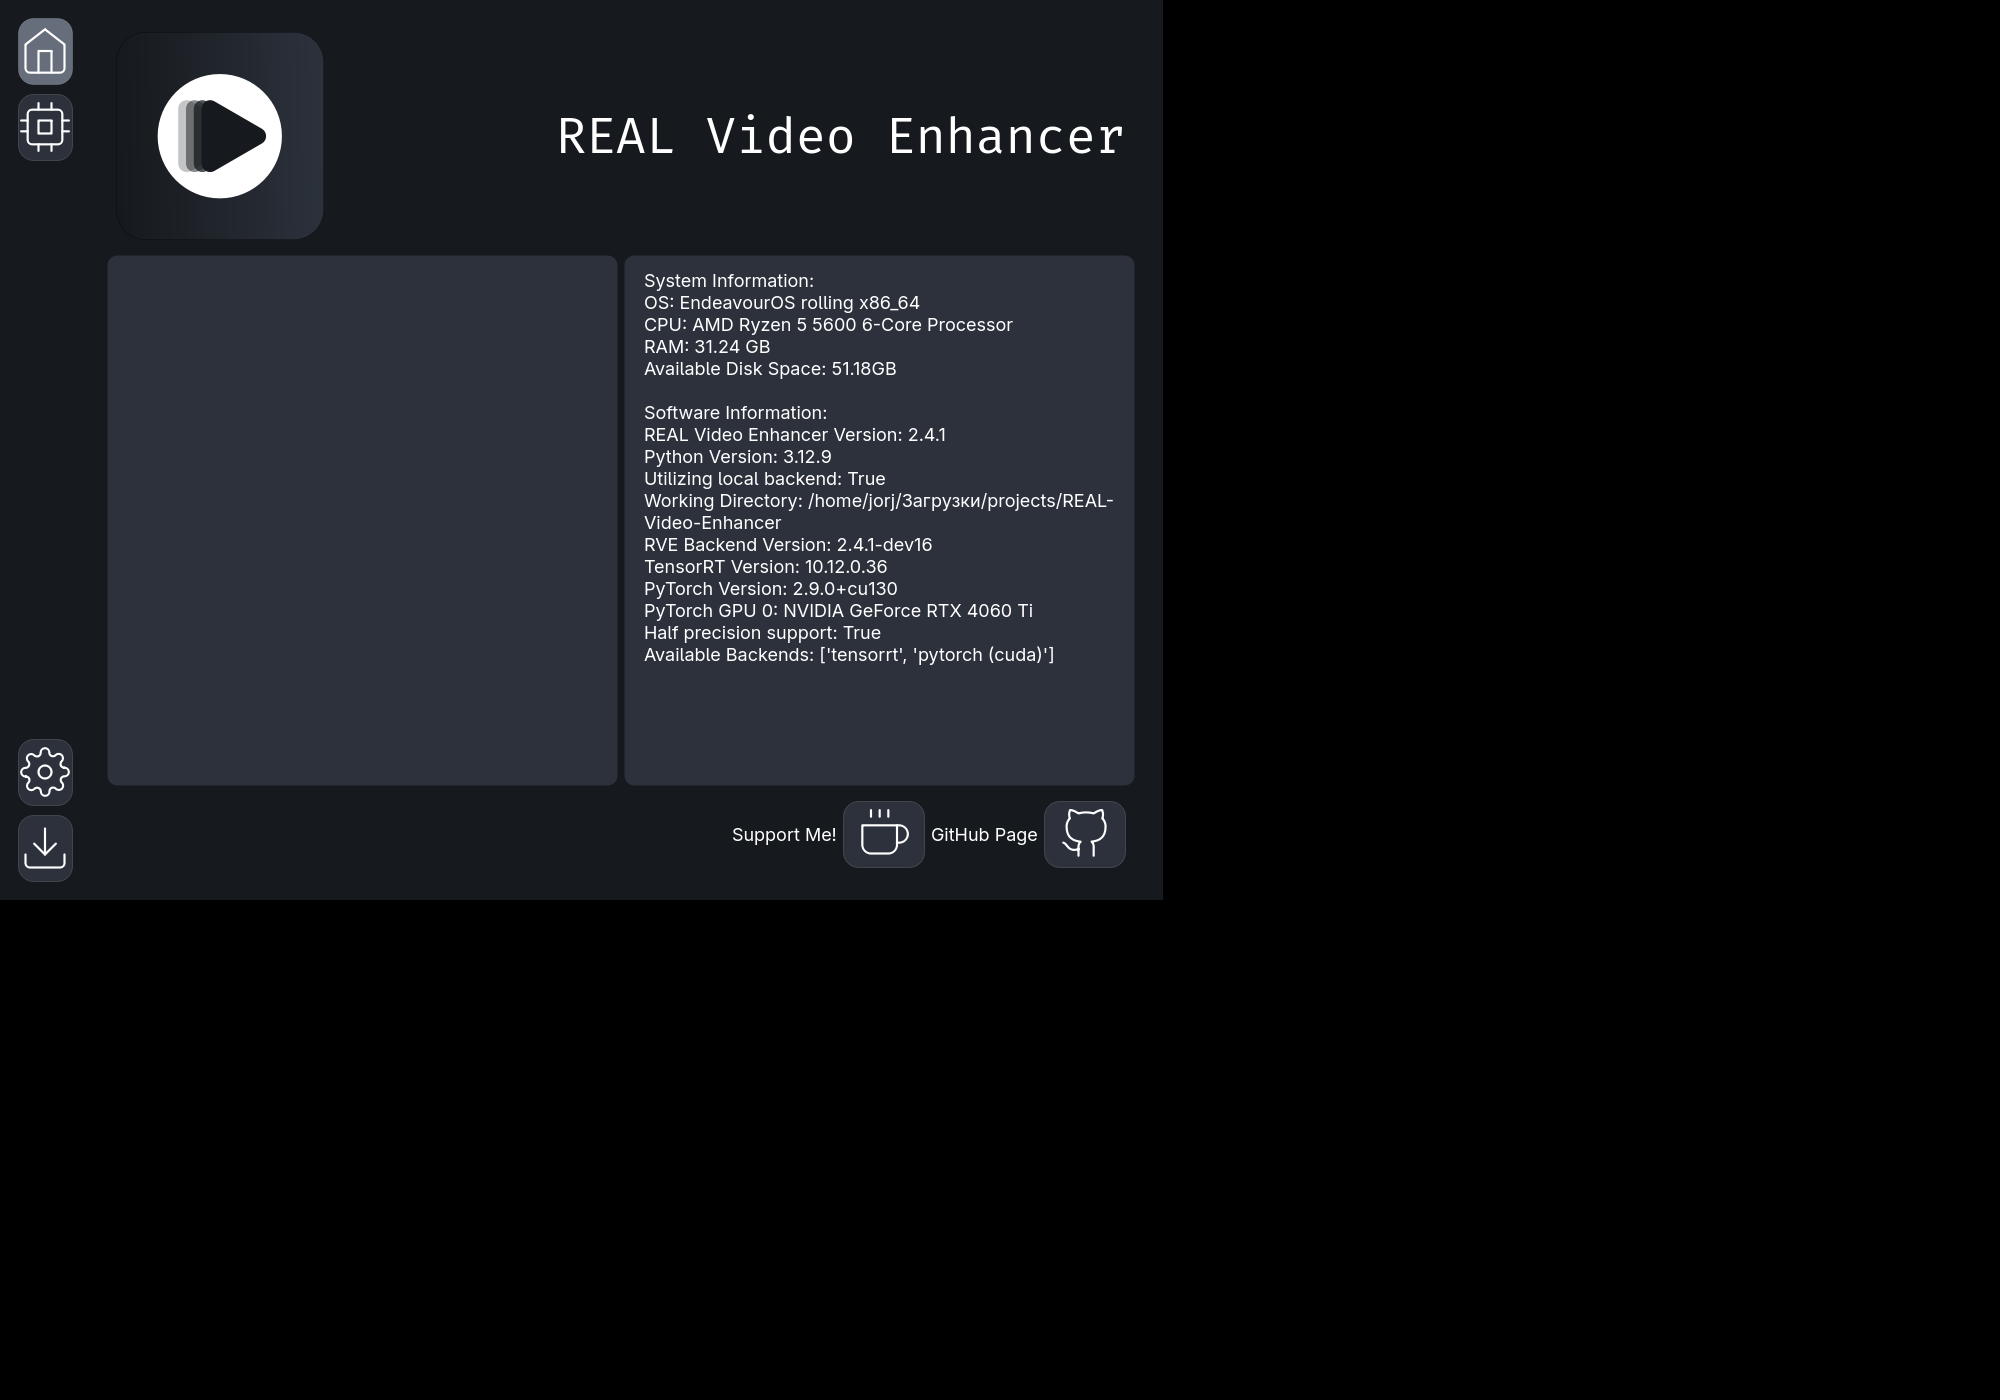 REAL Video Enhancer
System Information:
OS: EndeavourOS rolling x86_64
CPU: AMD Ryzen 5 5600 6-Core Processor
RAM: 31.24 GB
Available Disk Space: 51.18GB
Software Information:
REAL Video Enhancer Version: 2.4.1
Python Version: 3.12.9
Utilizing local backend: True
Working Directory: /home/jorj/Загрузки/projects/REAL-
Video-Enhancer
RVE Backend Version: 2.4.1-dev16
TensorRT Version: 10.12.0.36
PyTorch Version: 2.9.0+cu130
PyTorch GPU 0: NVIDIA GeForce RTX 4060 Ti
Half precision support: True
Available Backends: ['tensorrt', 'pytorch (cuda)']
Support Me!
GitHub Page